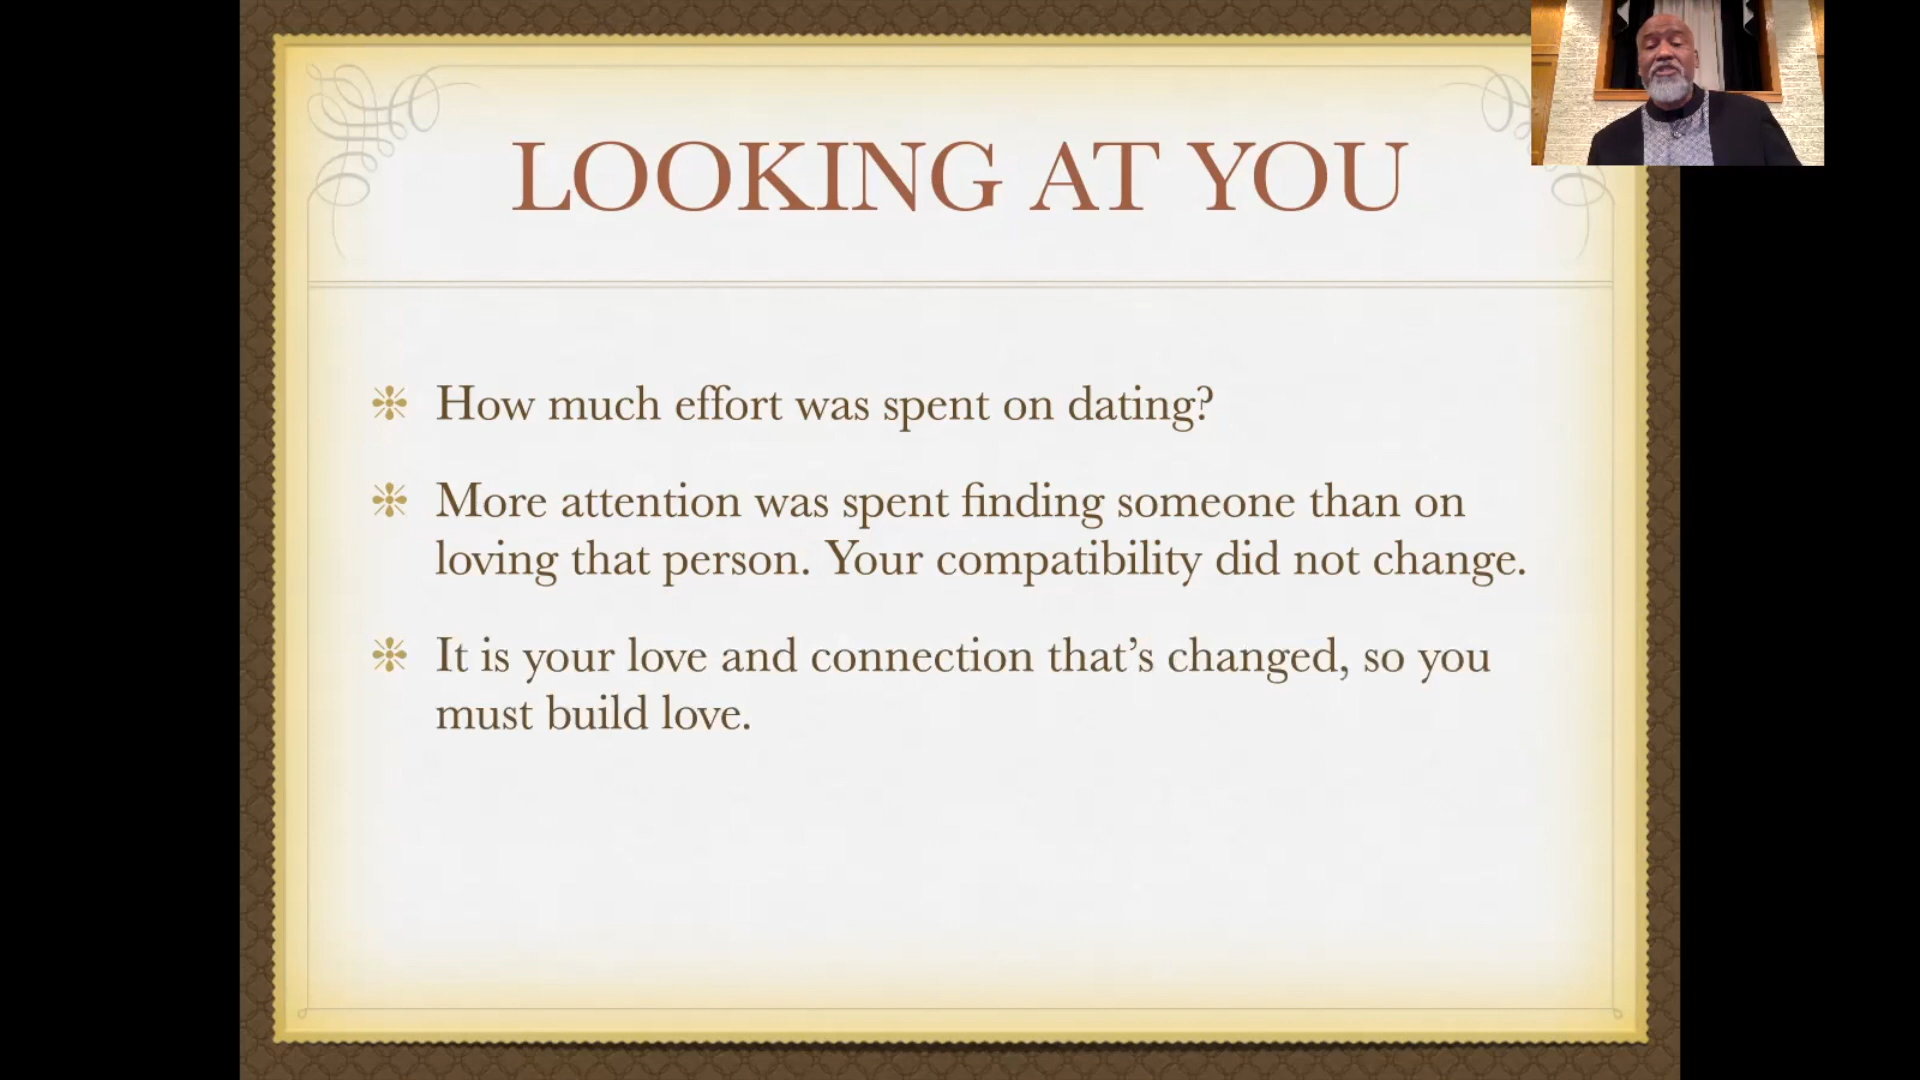 LOOKING AT YOU
How much effort was spent on dating?
More attention was spent finding someone than on
loving that person. Your compatibility did not change.
It is your love and connection that’s changed, so you
must build love.